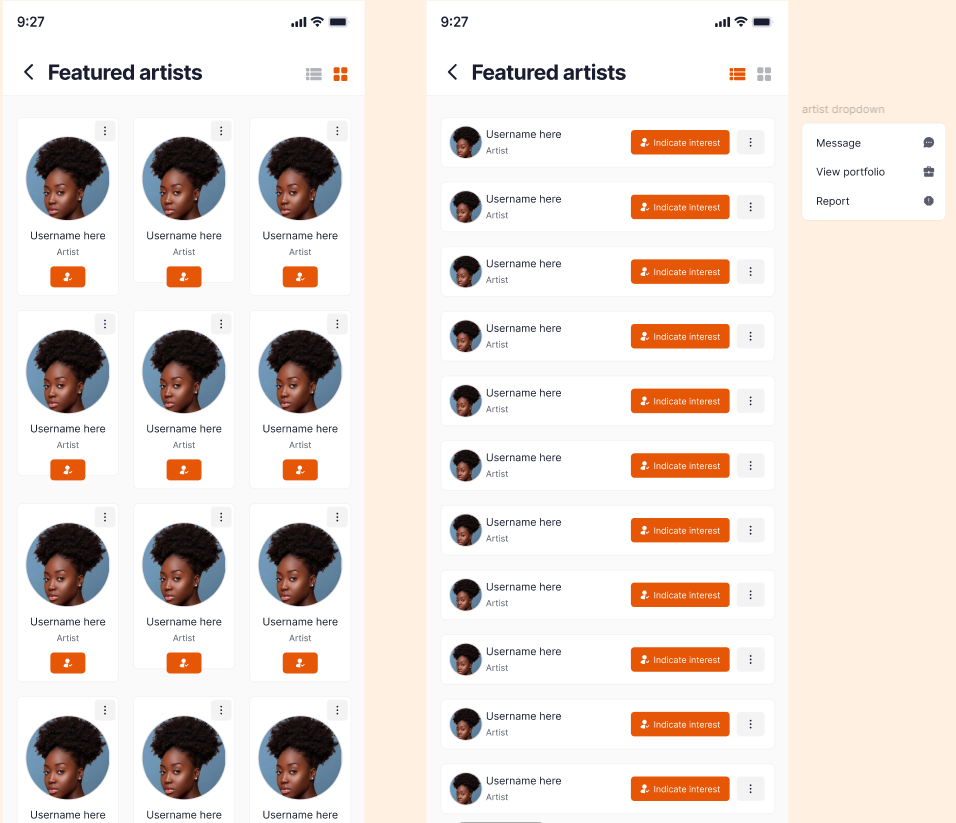 9:27
Featured artists
Username here
Artist
Username here
Artist
Username here
Artist
Username here
Artist
Username here
Artist
Username here
Artist
Username here
Artist
Username here
Artist
Username here
Artist
Username here
Username here
Username here
9:27
Featured artists
Username here
Artist
Indicate interest
Username here
Artist
Indicate interest
Username here
Artist
Indicate interest
Username here
Artist
Indicate interest
Username here
Artist
Indicate interest
Username here
Artist
Indicate interest
Username here
Artist
Indicate interest
Username here
Artist
Indicate interest
Username here
Artist
Indicate interest
Username here
Artist
Indicate interest
Username here
Artist
Indicate interest
artist dropdown
Message
View portfolio
Report